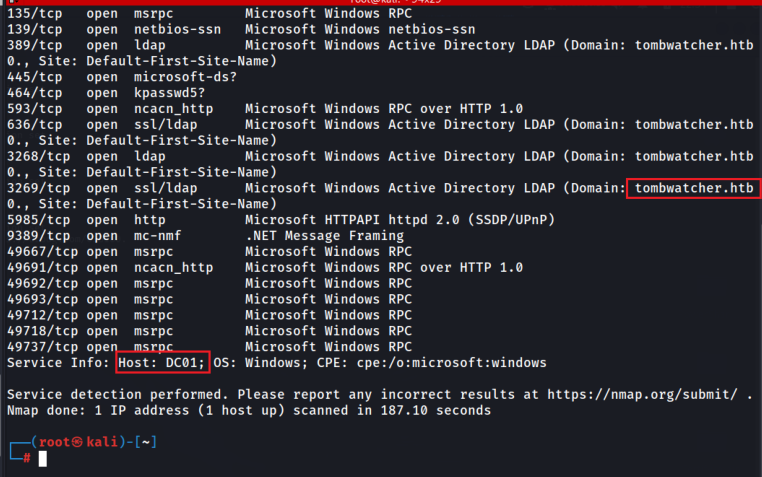 135/tcp   open  msrpc         Microsoft Windows RPC
139/tcp   open  netbios-ssn   Microsoft Windows netbios-ssn
389/tcp   open  ldap          Microsoft Windows Active Directory LDAP (Domain: tombwatcher.htb
0., Site: Default-First-Site-Name)
445/tcp   open  microsoft-ds?
464/tcp   open  kpasswd5?
593/tcp   open  ncacn_http    Microsoft Windows RPC over HTTP 1.0
636/tcp   open  ssl/ldap      Microsoft Windows Active Directory LDAP (Domain: tombwatcher.htb
0., Site: Default-First-Site-Name)
3268/tcp  open  ldap          Microsoft Windows Active Directory LDAP (Domain: tombwatcher.htb
0., Site: Default-First-Site-Name)
3269/tcp  open  ssl/ldap      Microsoft Windows Active Directory LDAP (Domain: tombwatcher.htb
0., Site: Default-First-Site-Name)
5985/tcp  open  http          Microsoft HTTPAPI httpd 2.0 (SSDP/UPnP)
9389/tcp  open  mc-nmf        .NET Message Framing
49667/tcp open  msrpc         Microsoft Windows RPC
49691/tcp open  ncacn_http    Microsoft Windows RPC over HTTP 1.0
49692/tcp open  msrpc         Microsoft Windows RPC
49693/tcp open  msrpc         Microsoft Windows RPC
49712/tcp open  msrpc         Microsoft Windows RPC
49718/tcp open  msrpc         Microsoft Windows RPC
49737/tcp open  msrpc         Microsoft Windows RPC
Service Info: Host: DC01; OS: Windows; CPE: cpe:/o:microsoft:windows
Service detection performed. Please report any incorrect results at https://nmap.org/submit/ .
Nmap done: 1 IP address (1 host up) scanned in 187.10 seconds
┌──(root㉿kali)-[~]
└─#